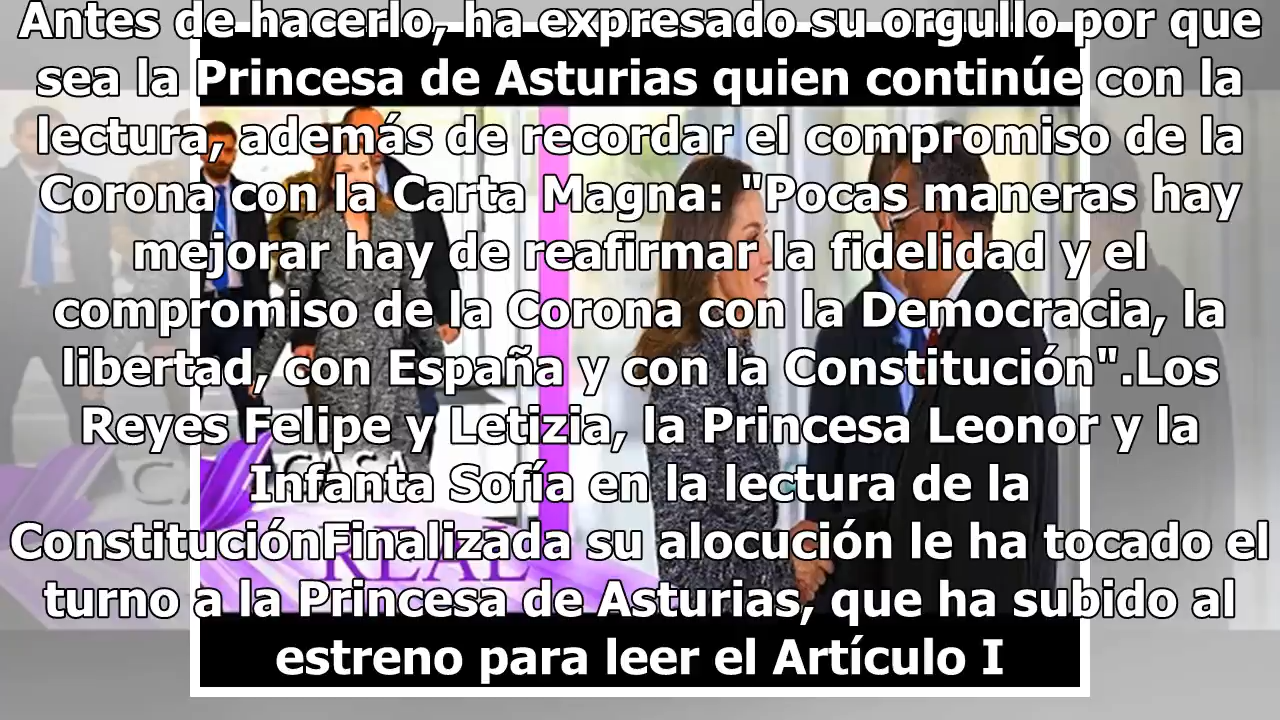 Antes de hacerlo, ha expresado su orgullo por que
sea la Princesa de Asturias quien continúe con la
lectura, además de recordar el compromiso de la
Corona con la Carta Magna: "Pocas maneras hay
mejorar hay de reafirmar la fidelidad y el
compromiso de la Corona con la Democracia, la
libertad, con España y con la Constitución".Los
Reyes Felipe y Letizia, la Princesa Leonor y la
CASA
Infanta Sofía en la lectura de la
ConstituciónFinalizada su alocución le ha tocado el
REAL
turno a la Princesa de Asturias, que ha subido al
estreno para leer el Artículo I